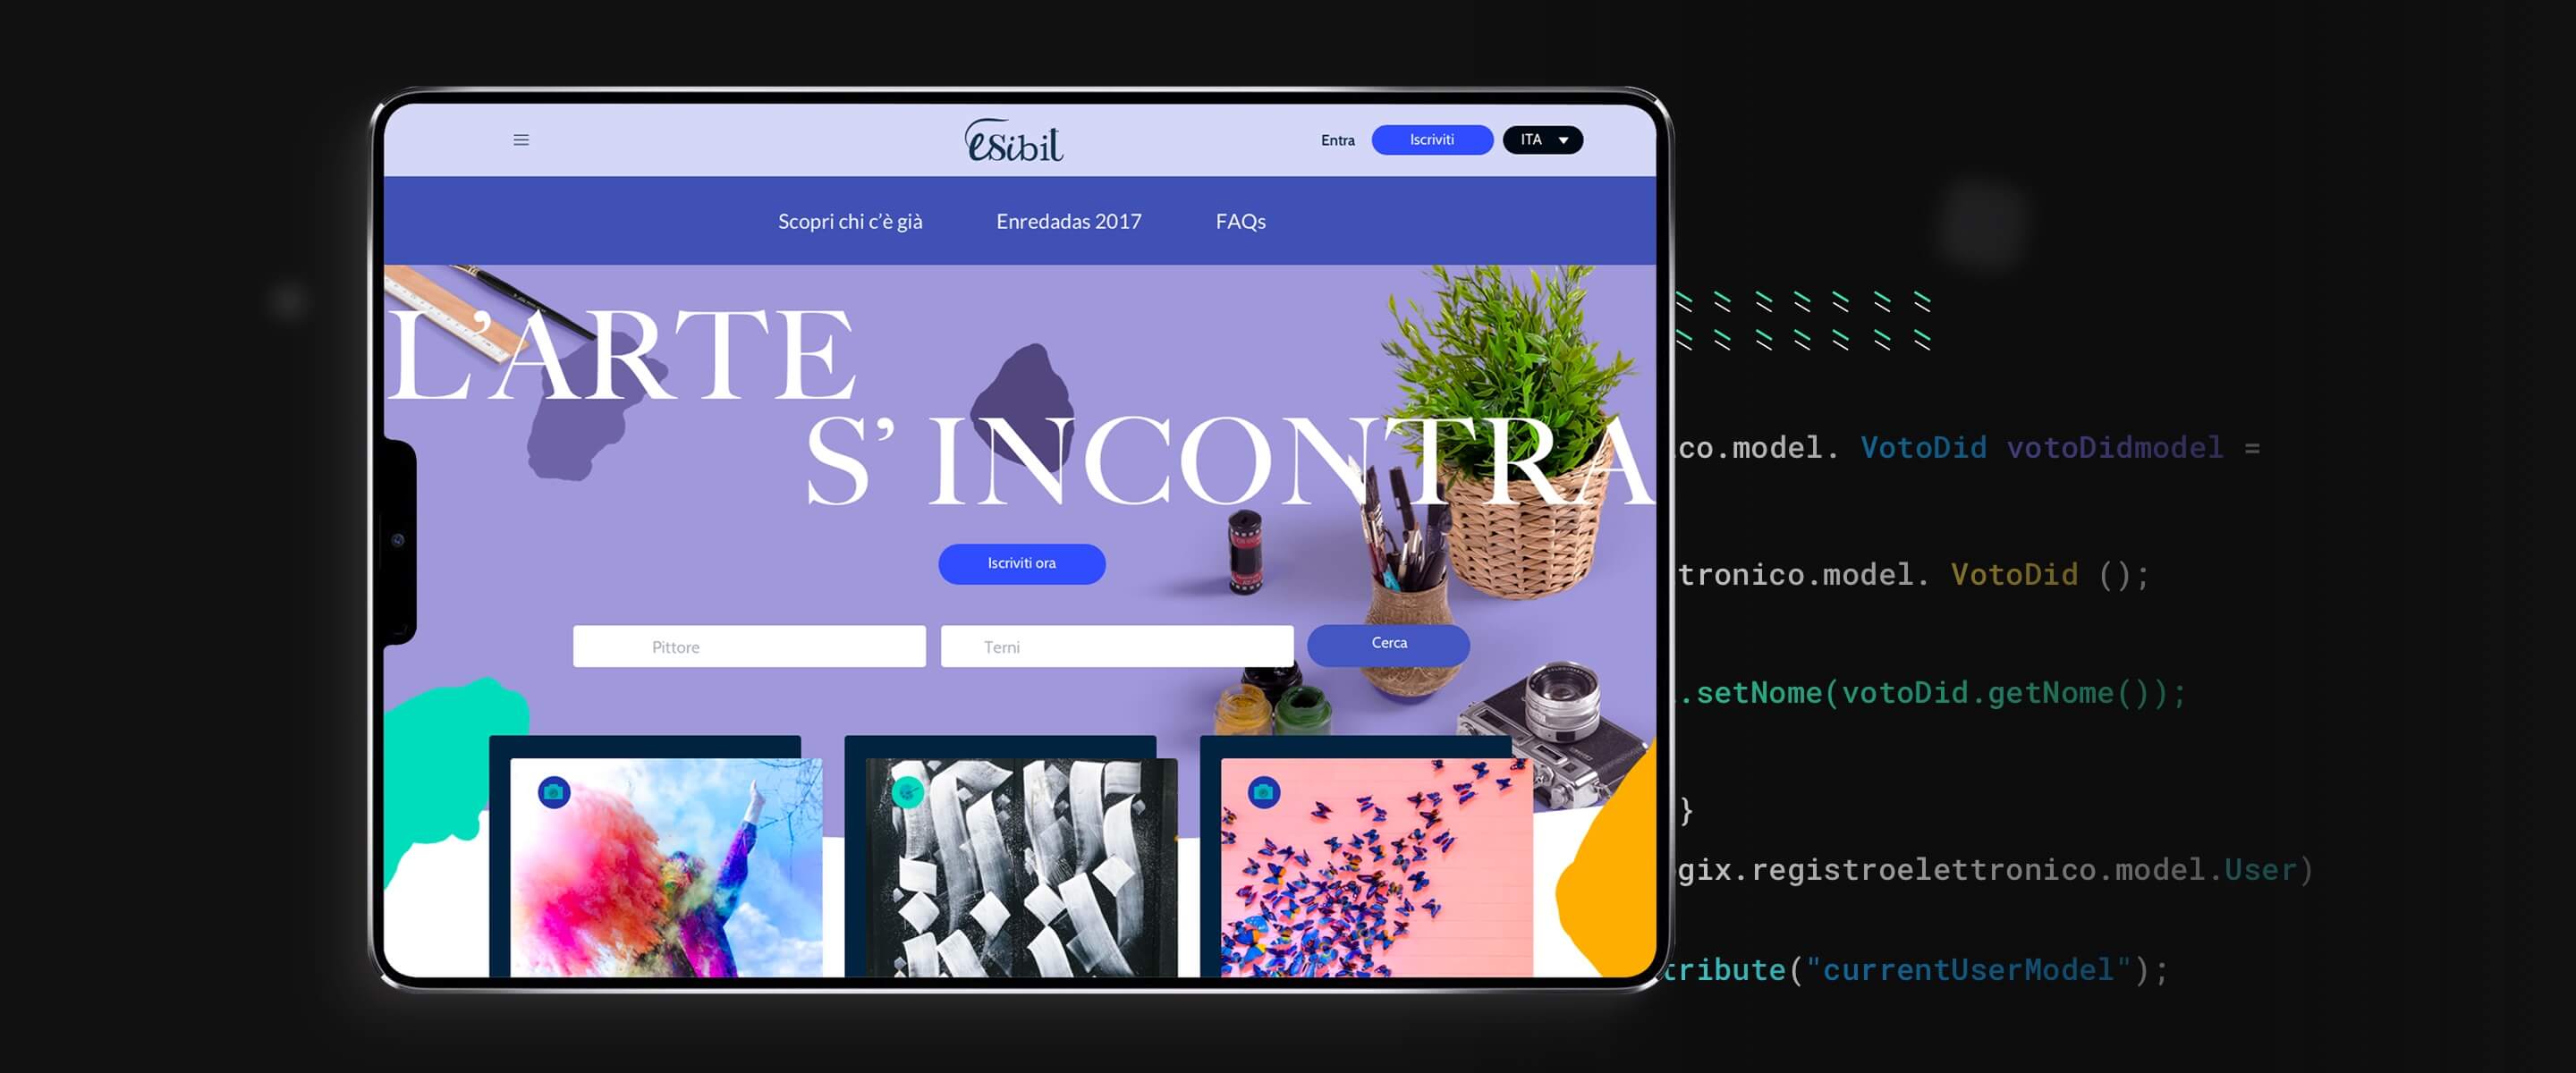 esibil
Entra
Iscriviti
ITA
Scopri chi c'è già
Enredadas 2017
FAQs
L'ARTE
S' INCONTRA
Iscriviti ora
Pittore
Terni
Cerca
co.model. VotoDid votoDidmodel =
tronico.model. VotoDid ();
.setNome(votoDid.getNome());
}
gix.registroelettronico.model.User)
tribute("currentUserModel");